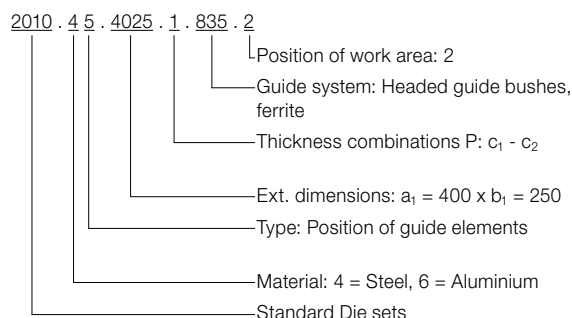 2010 . 4 5 . 4025 . 1 . 835 . 2
Position of work area: 2
Guide system: Headed guide bushes,
ferrite
Thickness combinations P: c₁ - c₂
Ext. dimensions: a₁ = 400 x b₁ = 250
Type: Position of guide elements
Material: 4 = Steel, 6 = Aluminium
Standard Die sets